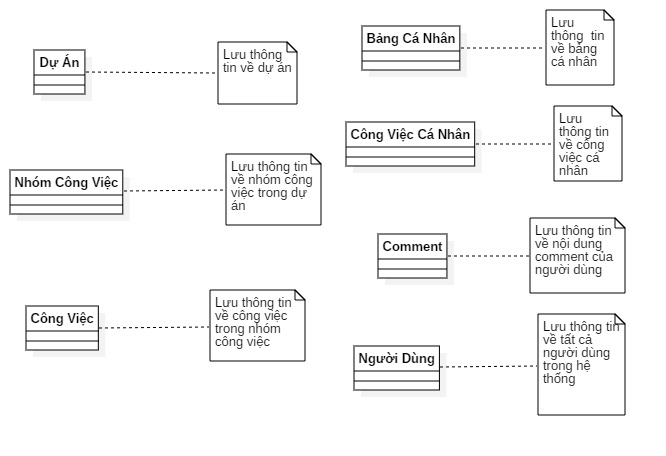 Dự Án
Lưu thông
tin về dự án
Nhóm Công Việc
Lưu thông tin
về nhóm công
việc trong dự
án
Công Việc
Lưu thông tin
về công việc
trong nhóm
công việc
Bảng Cá Nhân
Lưu
thông tin
về bảng
cá nhân
Công Việc Cá Nhân
Lưu
thông tin
về công
việc cá
nhân
Comment
Lưu thông tin
về nội dung
comment của
người dùng
Người Dùng
Lưu thông tin
về tất cả
người dùng
trong hệ
thống